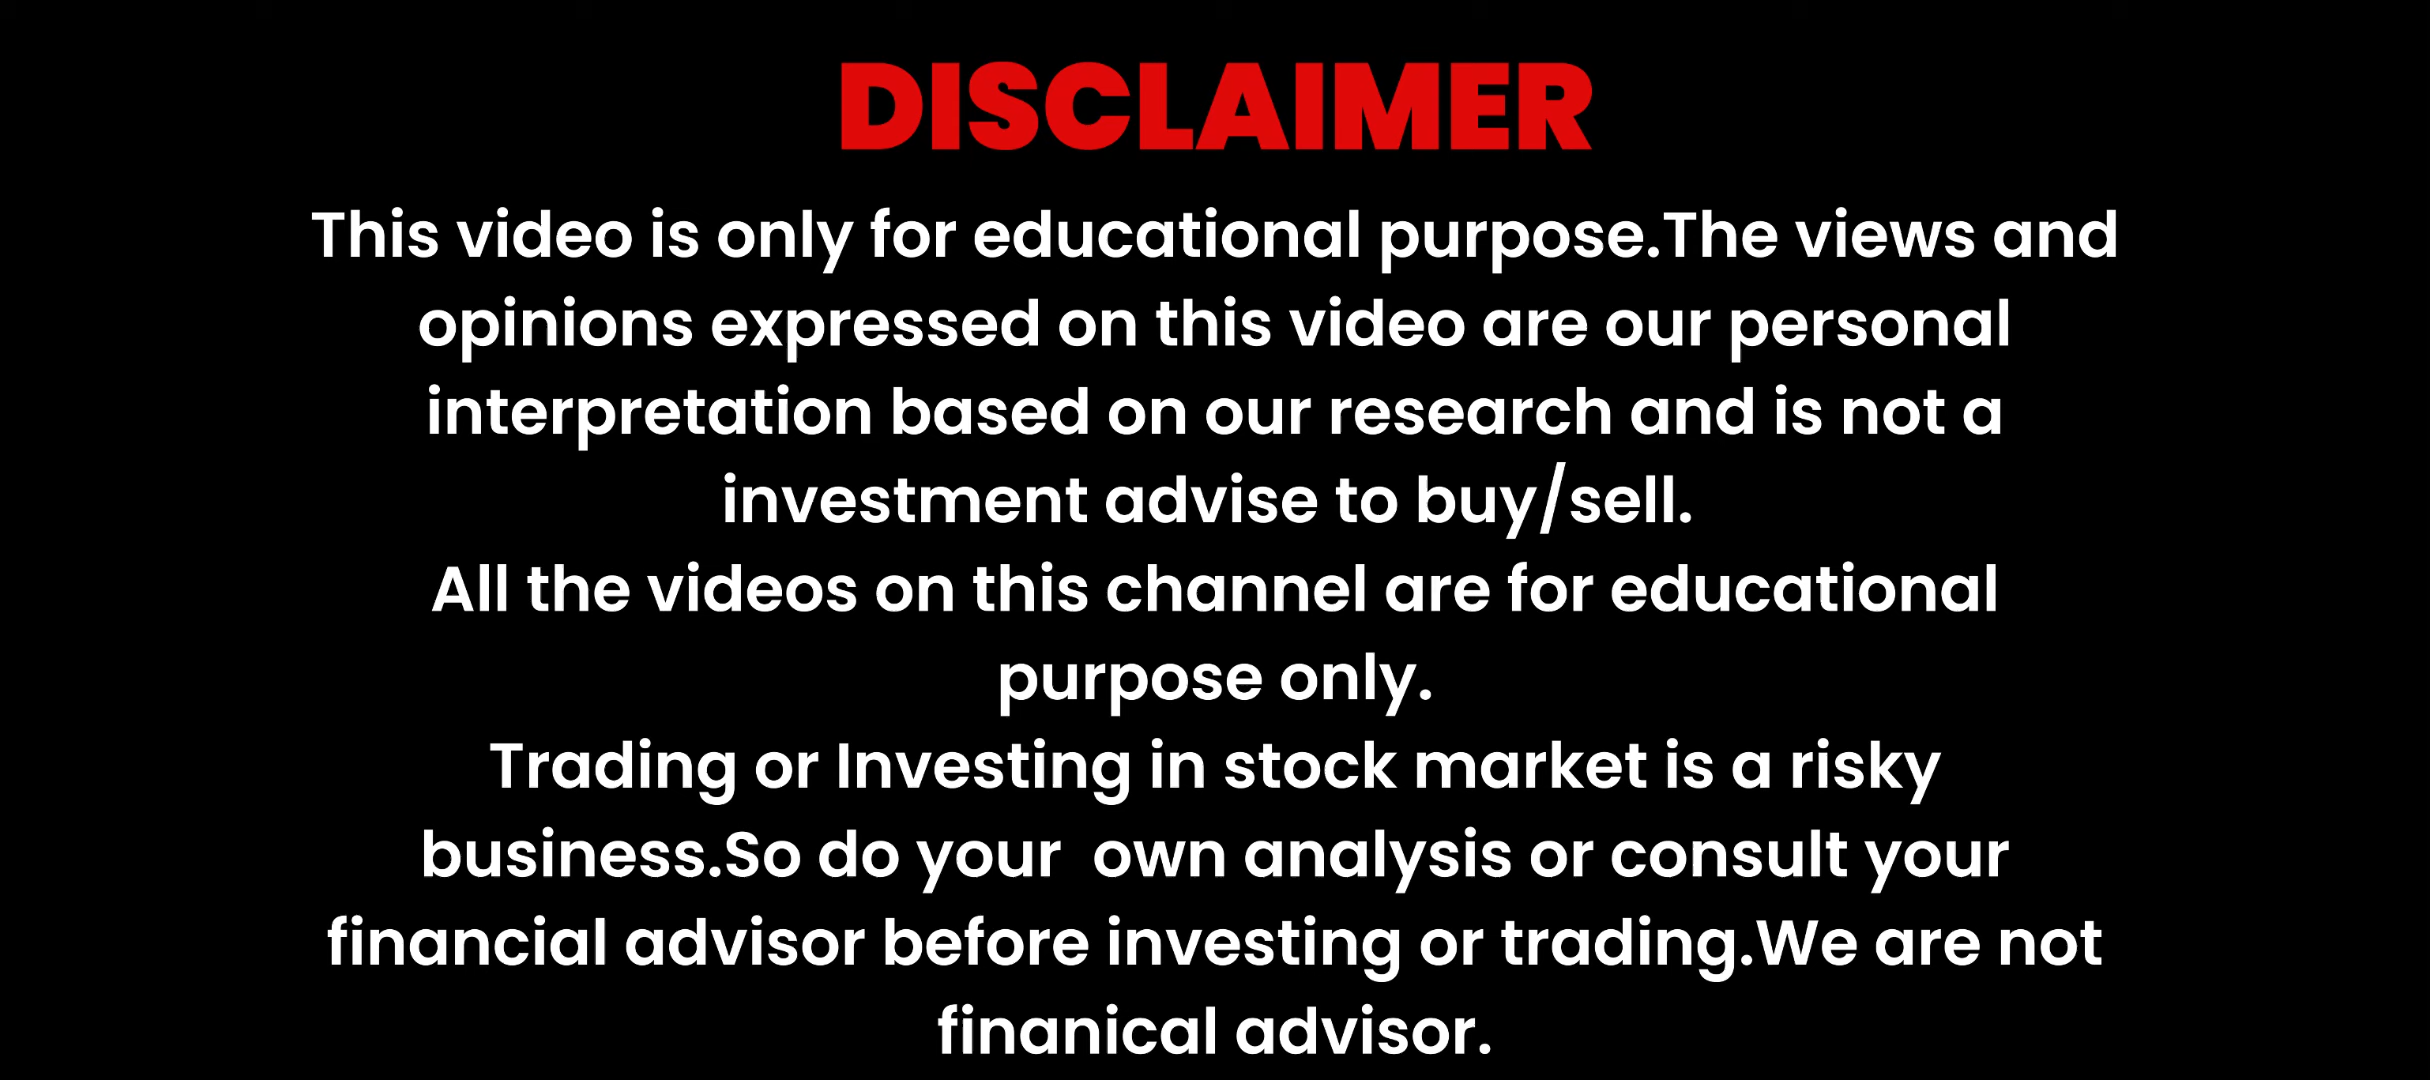 DISCLAIMER
This video is only for educational purpose.The views and
opinions expressed on this video are our personal
interpretation based on our research and is not a
investment advise to buy/sell.
All the videos on this channel are for educational
purpose only.
Trading or Investing in stock market is a risky
business.So do your  own analysis or consult your
financial advisor before investing or trading.We are not
finanical advisor.